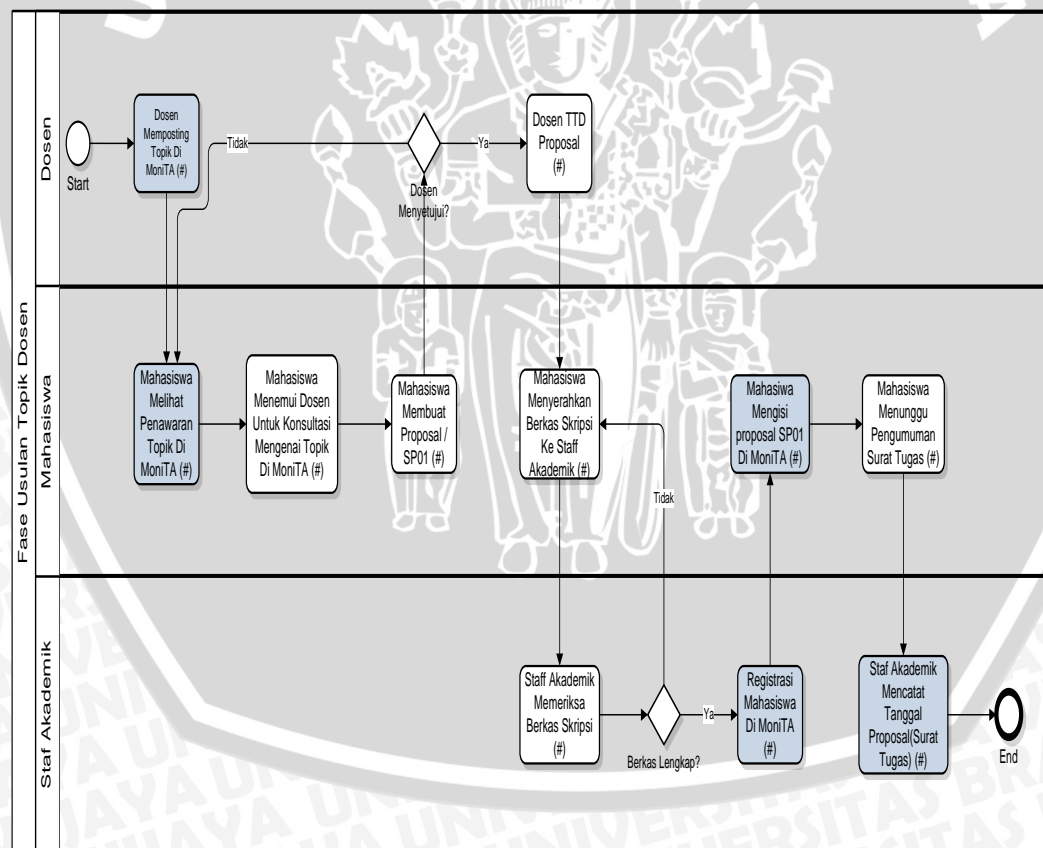 Fase Usulan Topik Dosen
Dosen
Start
Dosen
Memposting
Topik Di
MoniTA (#)
Tidak
Dosen
Menyetujui?
Ya
Dosen TTD
Proposal
(#)
Mahasiswa
Mahasiswa
Melihat
Penawaran
Topik Di
MoniTA (#)
Mahasiswa
Menemui Dosen
Untuk Konsultasi
Mengenai Topik
Di MoniTA (#)
Mahasiswa
Membuat
Proposal /
SP01 (#)
Mahasiswa
Menyerahkan
Berkas Skripsi
Ke Staff
Akademik (#)
Tidak
Mahasiwa
Mengisi
proposal SP01
Di MoniTA (#)
Mahasiswa
Menunggu
Pengumuman
Surat Tugas (#)
Staf Akademik
Staff Akademik
Memeriksa
Berkas Skripsi
(#)
Berkas Lengkap?
Ya
Registrasi
Mahasiswa
Di MoniTA
(#)
Staf Akademik
Mencatat
Tanggal
Proposal(Surat
Tugas) (#)
End